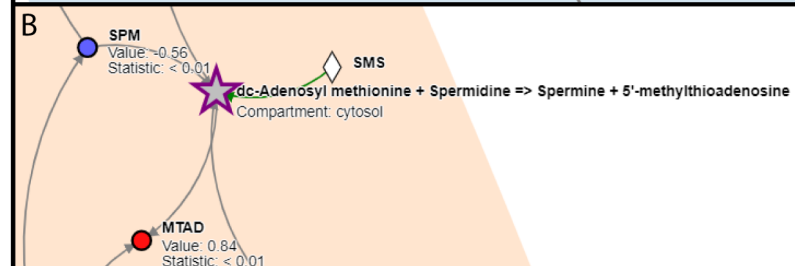 B
SPM
Value: -0.56
Statistic: < 0.01
SMS
dc-Adenosyl methionine + Spermidine => Spermine + 5'-methylthioadenosine
Compartment: cytosol
MTAD
Value: 0.84
Statistic: < 0.01